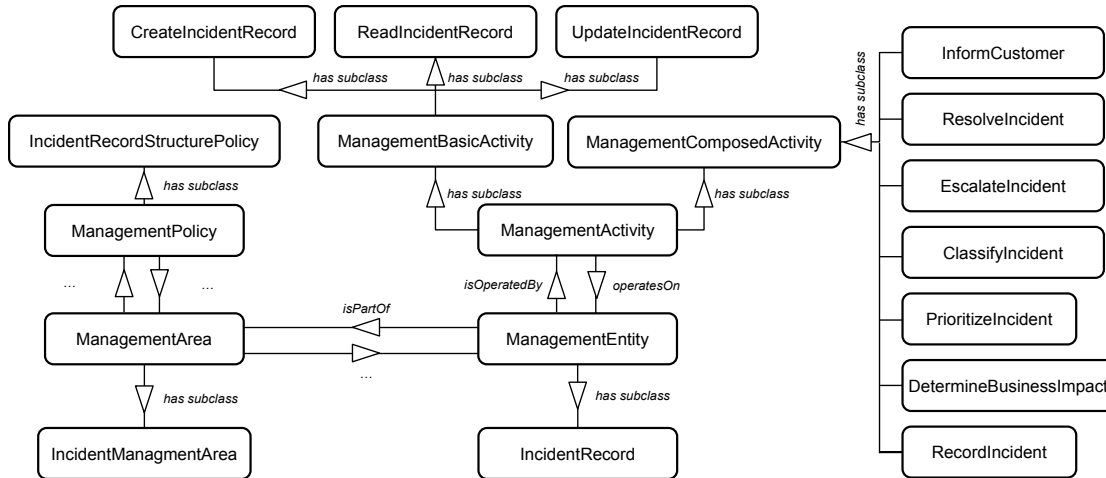 CreateIncidentRecord
ReadIncidentRecord
UpdateIncidentRecord
has subclass
has subclass
has subclass
IncidentRecordStructurePolicy
ManagementBasicActivity
ManagementComposedActivity
has subclass
InformCustomer
ResolveIncident
EscalateIncident
ClassifyIncident
PrioritizeIncident
DetermineBusinessImpact
RecordIncident
has subclass
has subclass
has subclass
ManagementPolicy
ManagementActivity
...
...
isOperatedBy
operatesOn
isPartOf
ManagementArea
ManagementEntity
...
has subclass
has subclass
IncidentManagmentArea
IncidentRecord